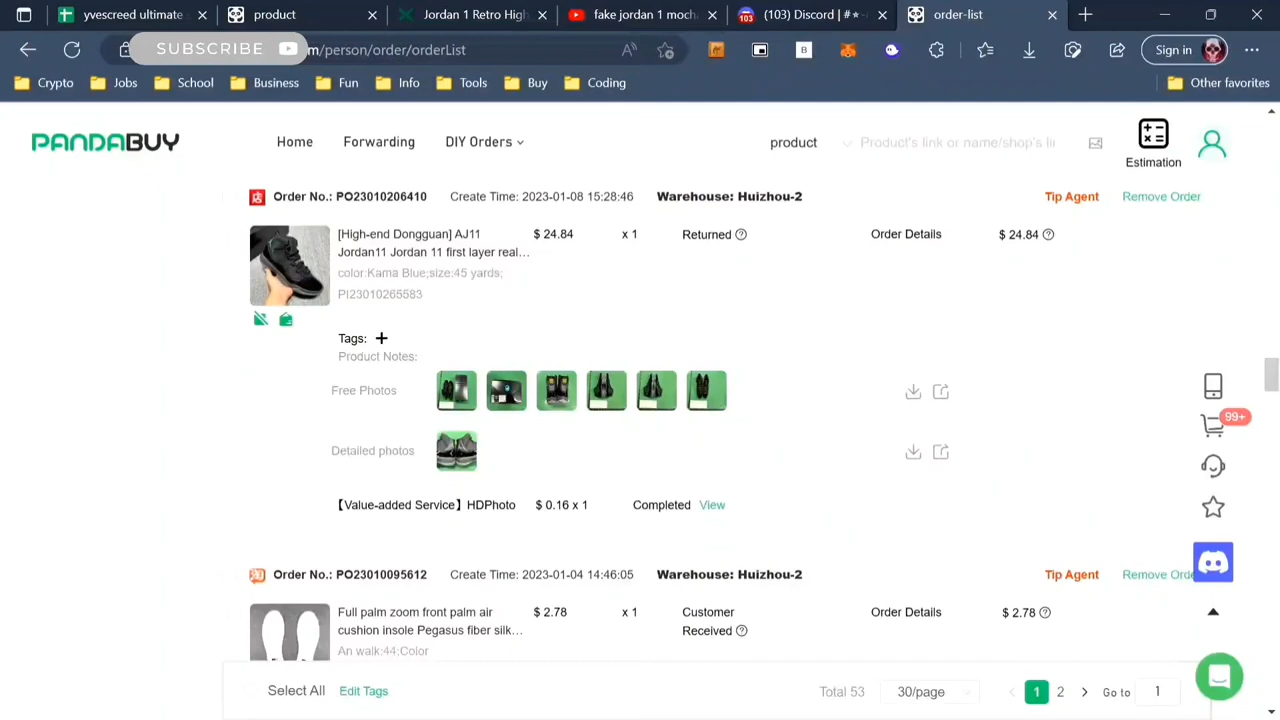 yvescreed ultimate
product
Jordan 1 Retro High
fake jordan 1 moch
(103) Discord | #
order-list
SUBSCRIBE
m/person/order/orderList
Sign in
Crypto
Jobs
School
Business
Fun
Info
Tools
Buy
Coding
Other favorites
PANDABUY
Home
Forwarding
DIY Orders
product
Product's link or name/shop's lin
Estimation
Order No.: PO23010206410
Create Time: 2023-01-08 15:28:46
Warehouse: Huizhou-2
Tip Agent
Remove Order
[High-end Dongguan] AJ11
Jordan11 Jordan 11 first layer real...
$ 24.84
x 1
Returned
Order Details
$ 24.84
color:Kama Blue;size:45 yards;
PI23010265583
Tags: +
Product Notes:
Free Photos
Detailed photos
99+
【Value-added Service】HDPhoto
$ 0.16 x 1
Completed
View
Order No.: PO23010095612
Create Time: 2023-01-04 14:46:05
Warehouse: Huizhou-2
Tip Agent
Remove Orde
Full palm zoom front palm air
cushion insole Pegasus fiber silk...
$ 2.78
x 1
Customer
Received
Order Details
$ 2.78
An walk:44;Color
Select All
Edit Tags
Total 53
30/page
1
2
Go to
1